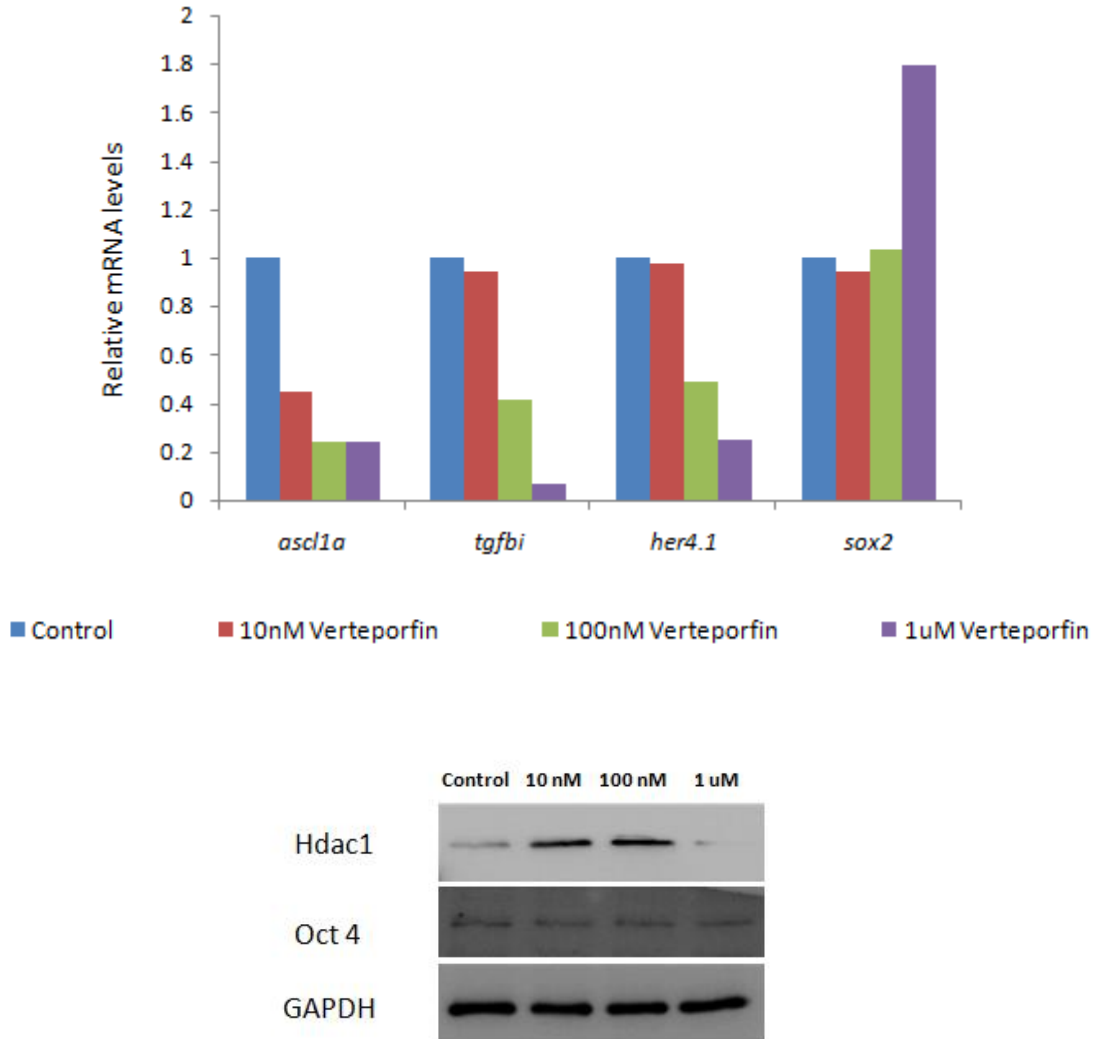 2
1.8
1.6
1.4
1.2
1
0.8
0.6
0.4
0.2
0
Relative mRNA levels
ascl1a tgfbi her4.1 sox2
Control 10nM Verteporfin 100nM Verteporfin 1uM Verteporfin
Control 10 nM 100 nM 1 uM
Hdac1
Oct 4
GAPDH